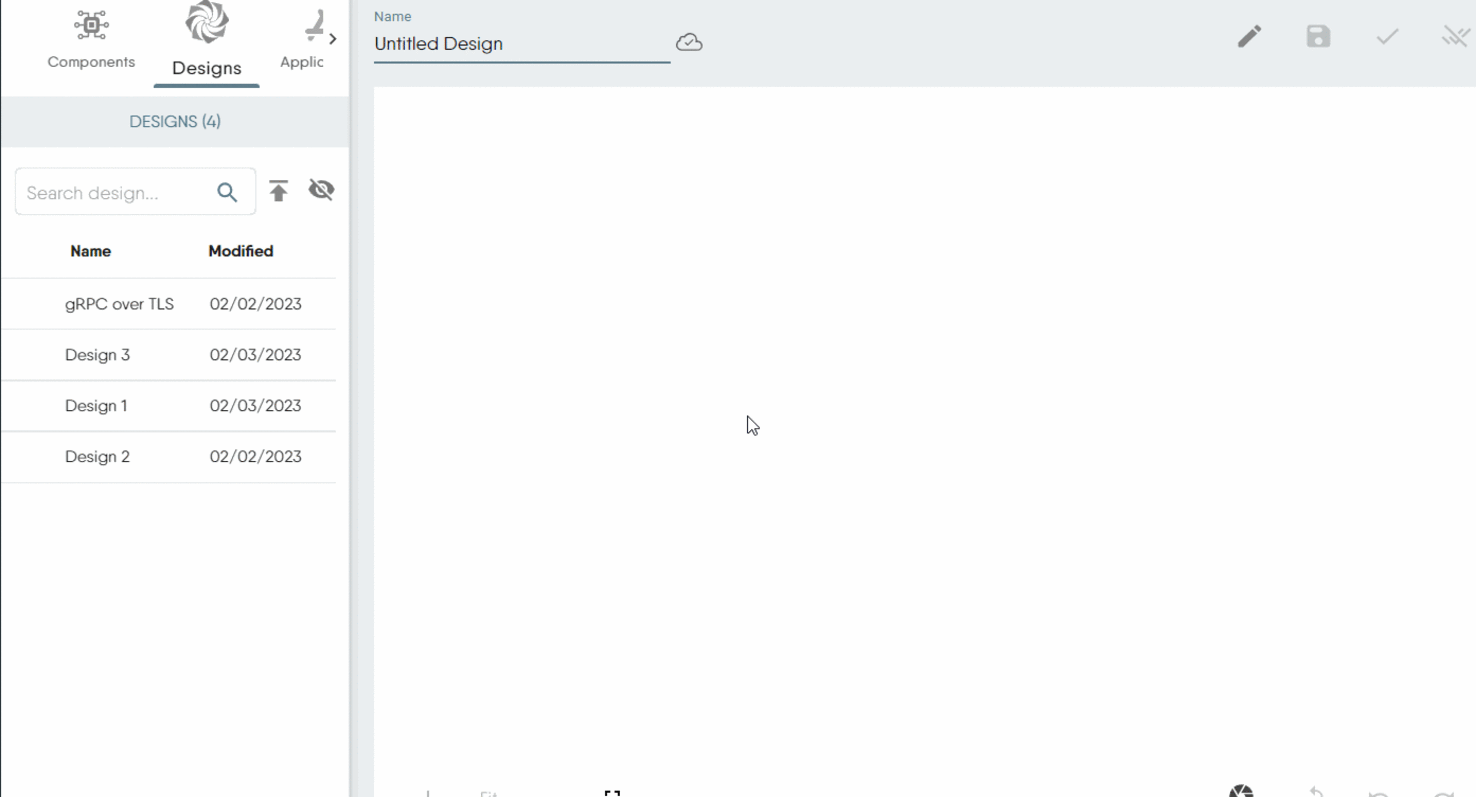 Components
Designs
Applic
DESIGNS (4)
Search design...
Name Modified
gRPC over TLS 02/02/2023
Design 3 02/03/2023
Design 1 02/03/2023
Design 2 02/02/2023
Name
Untitled Design